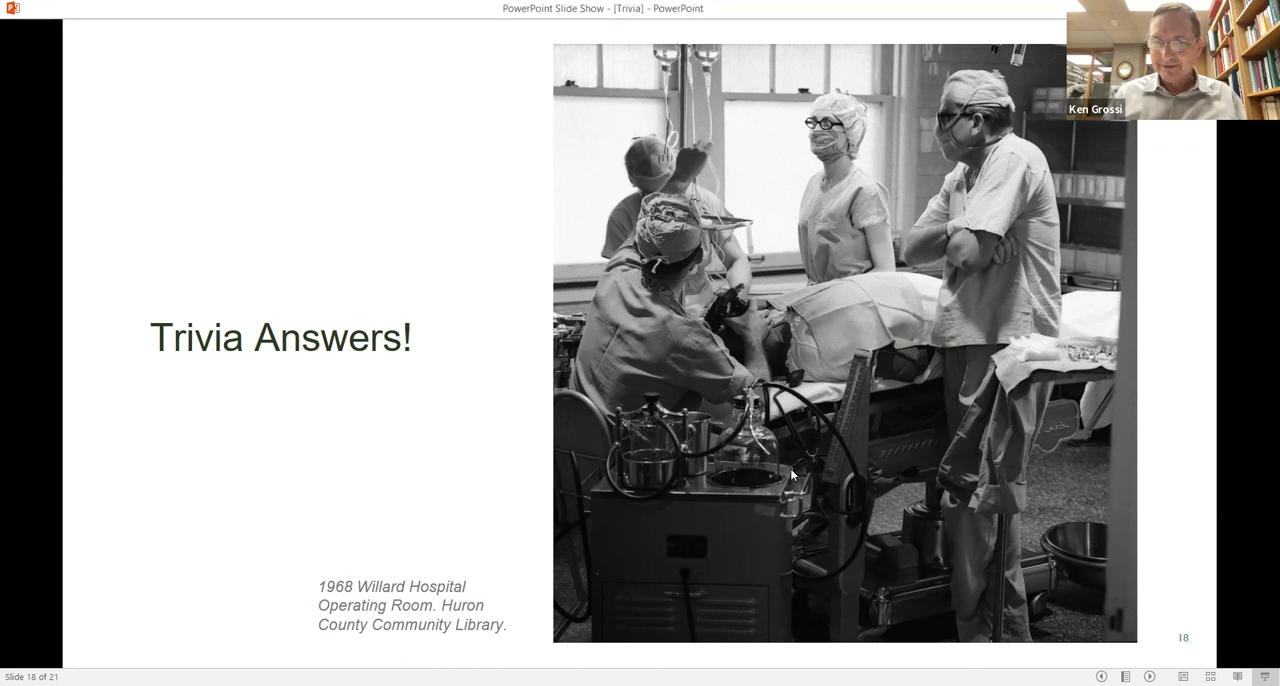 PowerPoint Slide Show - [Trivia] - PowerPoint
Ken Grossi
Trivia Answers!
1968 Willard Hospital
Operating Room. Huron
County Community Library.
18
Slide 18 of 21